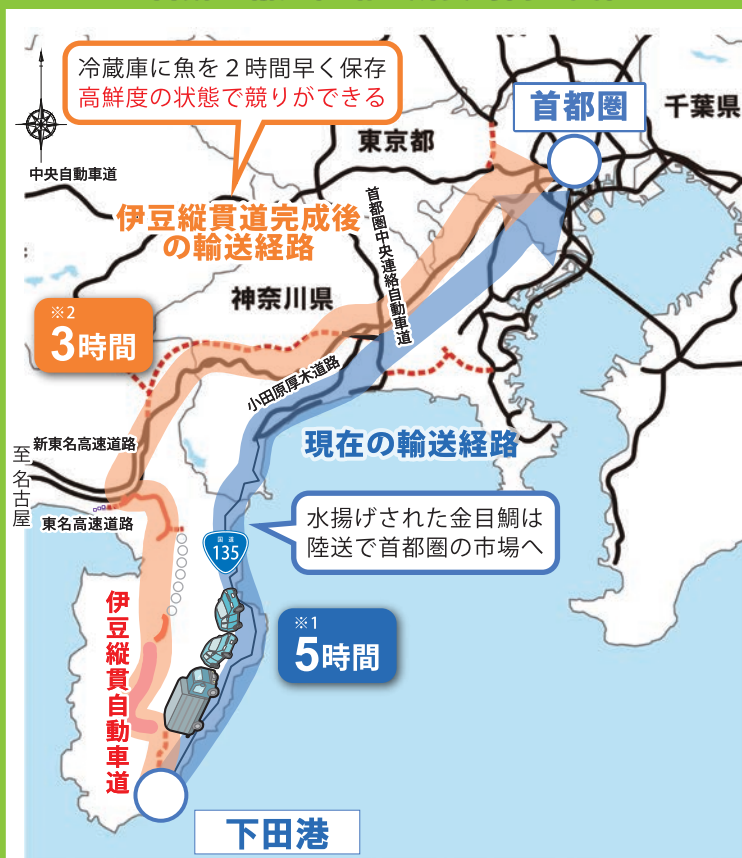 冷蔵庫に魚を２時間早く保存
高鮮度の状態で競りができる
首都圏
千葉県
東京都
中央自動車道
伊豆縦貫道完成後
の輸送経路
首都圏中央連絡自動車道
神奈川県
※2
3時間
小田原厚木道路
現在の輸送経路
新東名高速道路
至名古屋
東名高速道路
水揚げされた金目鯛は
陸送で首都圏の市場へ
国道
135
伊豆縦貫自動車道
※1
5時間
下田港